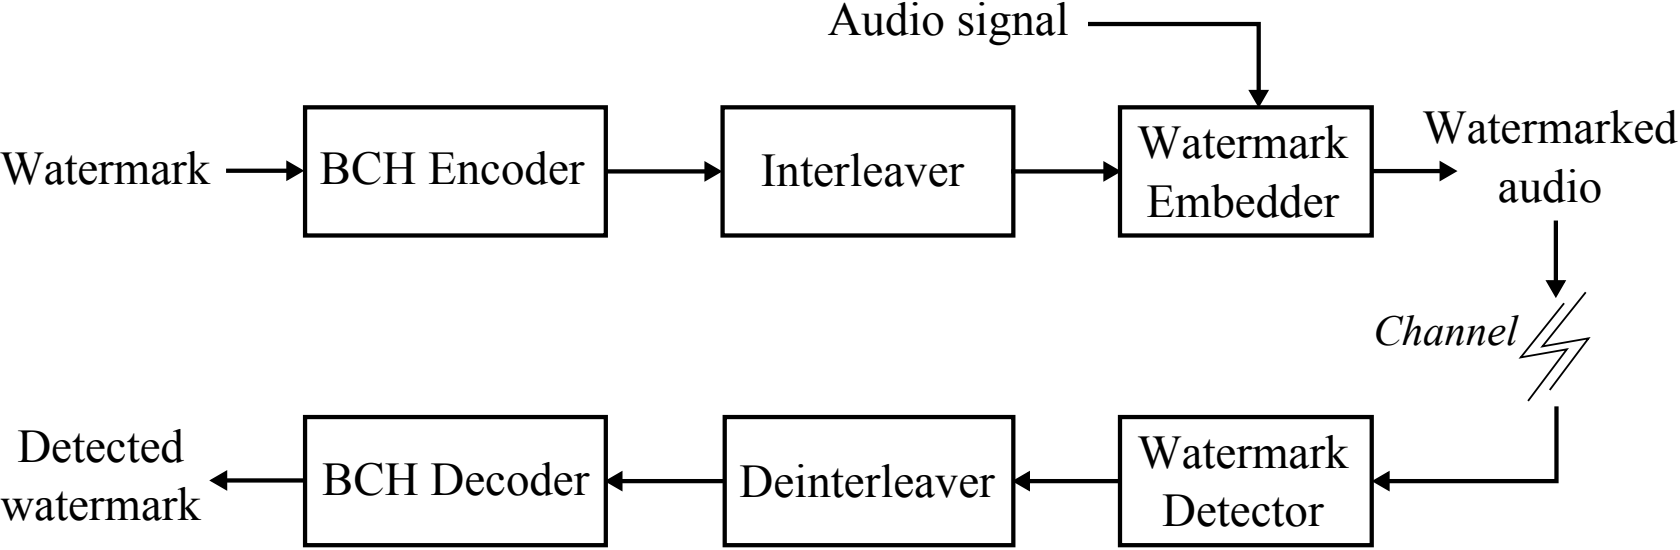 Audio signal
Watermark
BCH Encoder
Interleaver
Watermark
Embedder
Watermarked
audio
Channel
Detected
watermark
BCH Decoder
Deinterleaver
Watermark
Detector